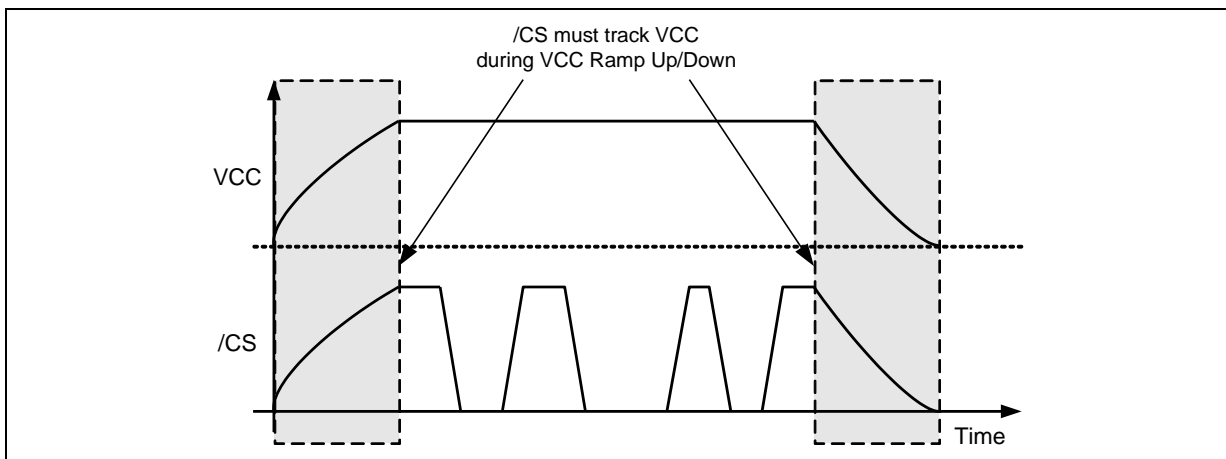 /CS must track VCC
during VCC Ramp Up/Down
VCC
/CS
Time